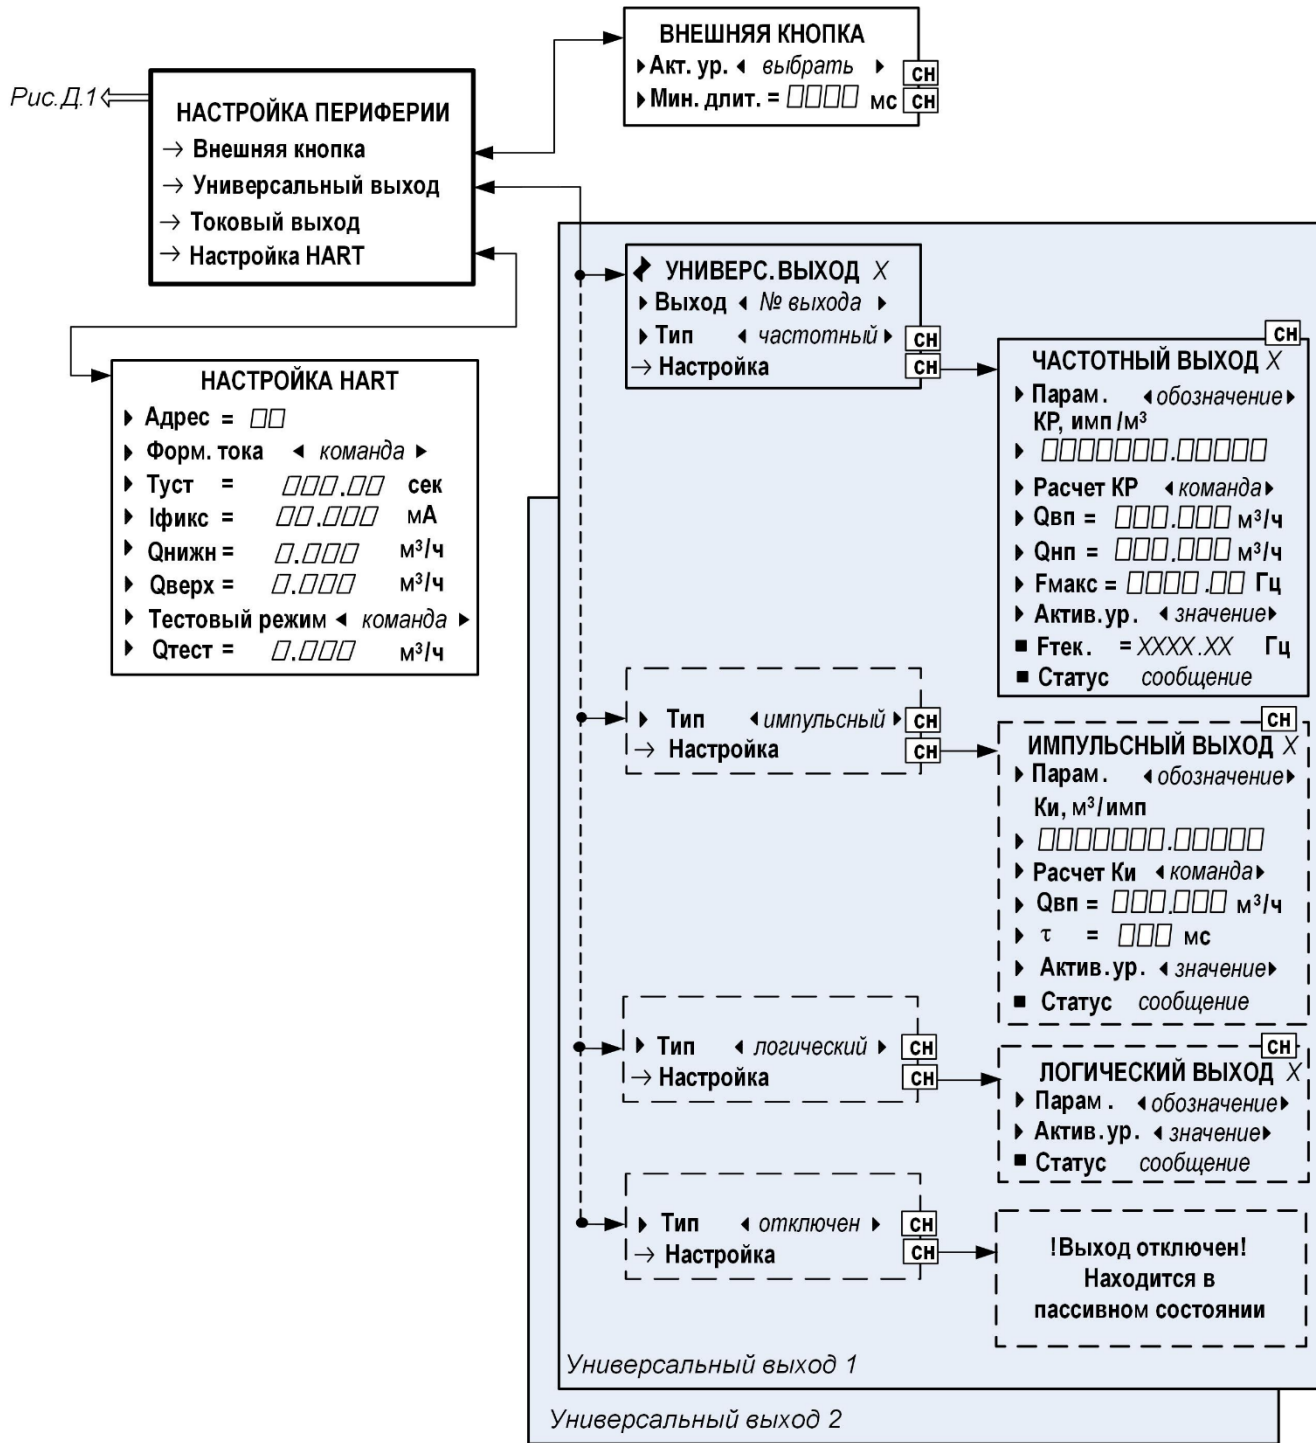 ВНЕШНЯЯ КНОПКА
Акт. ур. выбрать СН
Мин. длит. = мс СН
Рис.Д.1
НАСТРОЙКА ПЕРИФЕРИИ
→ Внешняя кнопка
→ Универсальный выход
→ Токовый выход
→ Настройка HART
НАСТРОЙКА HART
Адрес =
Форм. тока команда
Туст = . сек
Iфикс = . мА
Qнижн = . м³/ч
Qверх = . м³/ч
Тестовый режим команда
Qтест = . м³/ч
УНИВЕРС. ВЫХОД X
Выход № выхода
Тип частотный СН
→ Настройка СН
СН
ЧАСТОТНЫЙ ВЫХОД X
Парам. обозначение
КР, имп/м³
.
Расчет КР команда
Qвп = . м³/ч
Qнп = . м³/ч
Fмакс = . Гц
Актив.ур. значение
Fтек. = XXXX.XX Гц
Статус сообщение
Тип импульсный СН
→ Настройка СН
СН
ИМПУЛЬСНЫЙ ВЫХОД X
Парам. обозначение
Ки, м³/имп
.
Расчет Ки команда
Qвп = . м³/ч
τ = мс
Актив.ур. значение
Статус сообщение
Тип логический СН
→ Настройка СН
СН
ЛОГИЧЕСКИЙ ВЫХОД X
Парам. обозначение
Актив.ур. значение
Статус сообщение
Тип отключен СН
→ Настройка СН
!Выход отключен!
Находится в
пассивном состоянии
Универсальный выход 1
Универсальный выход 2